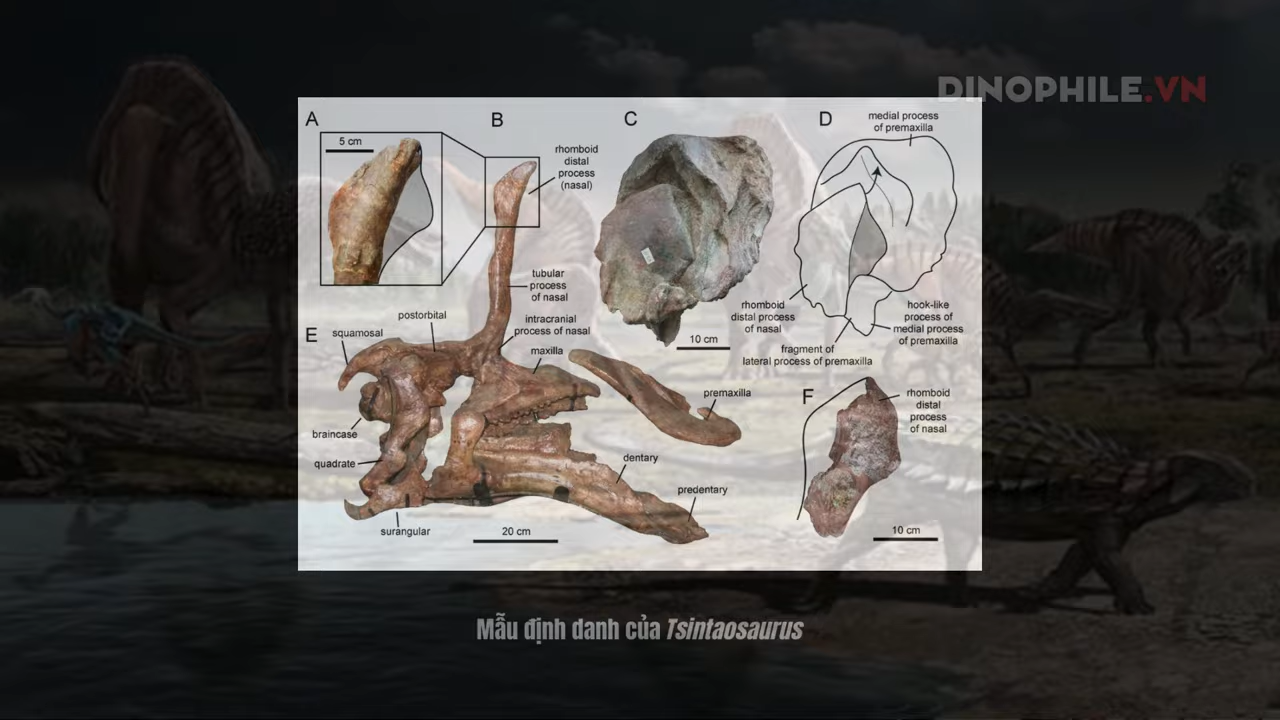 DINOPHILE.VN
A
B
C
D
5 cm
rhomboid
distal
process
(nasal)
medial process
of premaxilla
tubular
process
of nasal
intracranial
process of nasal
maxilla
E
squamosal
postorbital
braincase
quadrate
surangular
20 cm
premaxilla
dentary
predentary
10 cm
rhomboid
distal process
of nasal
hook-like
process of
medial process
of premaxilla
fragment of
lateral process of premaxilla
F
rhomboid
distal
process
of nasal
10 cm
Mẫu định danh của Tsintaosaurus